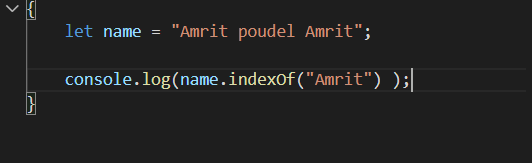 {
let name = "Amrit poudel Amrit";
console.log(name.indexOf("Amrit") );
}